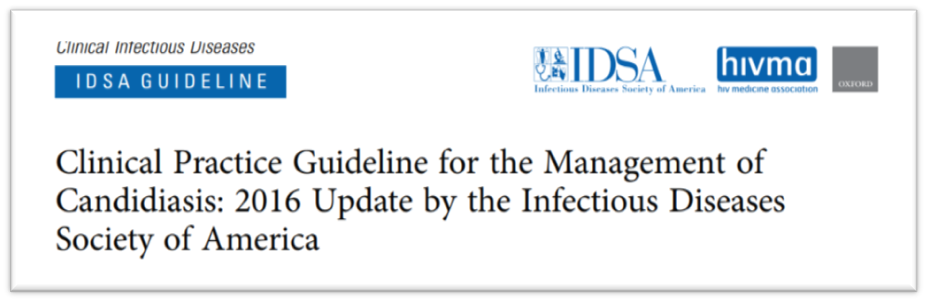 Clinical Infectious Diseases
IDSA GUIDELINE
IDSA
Infectious Diseases Society of America
hivma
hiv medicine association
OXFORD
Clinical Practice Guideline for the Management of
Candidiasis: 2016 Update by the Infectious Diseases
Society of America